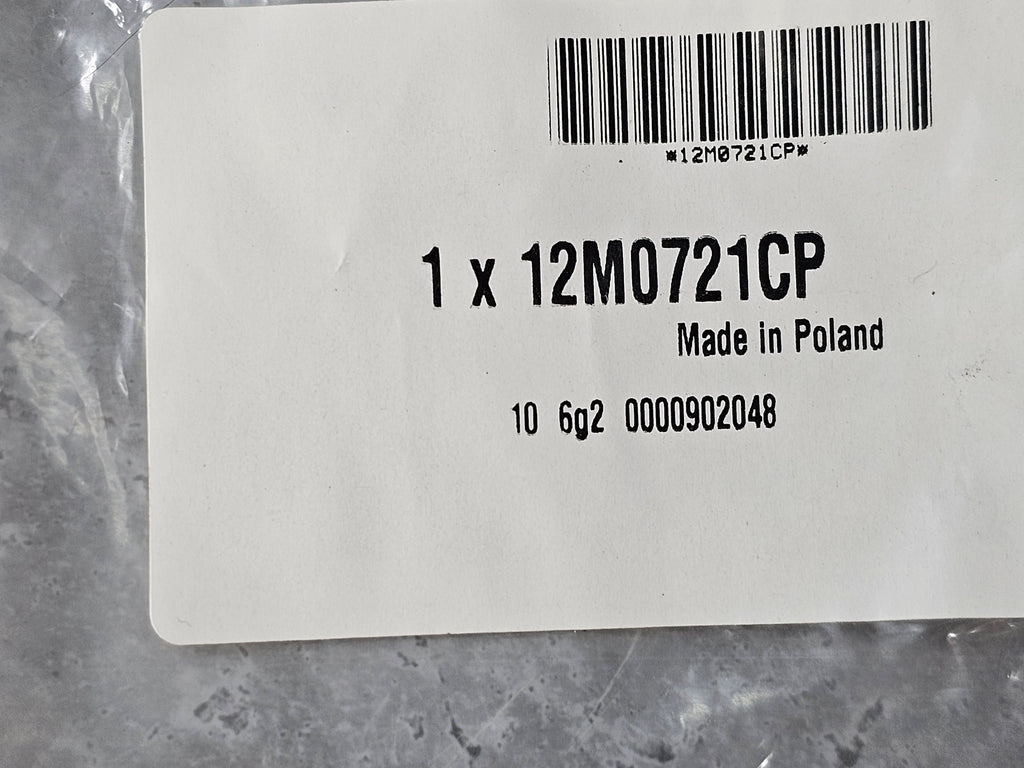 *12M0721CP*
1 x 12M0721CP
Made in Poland
10 6g2 0000902048